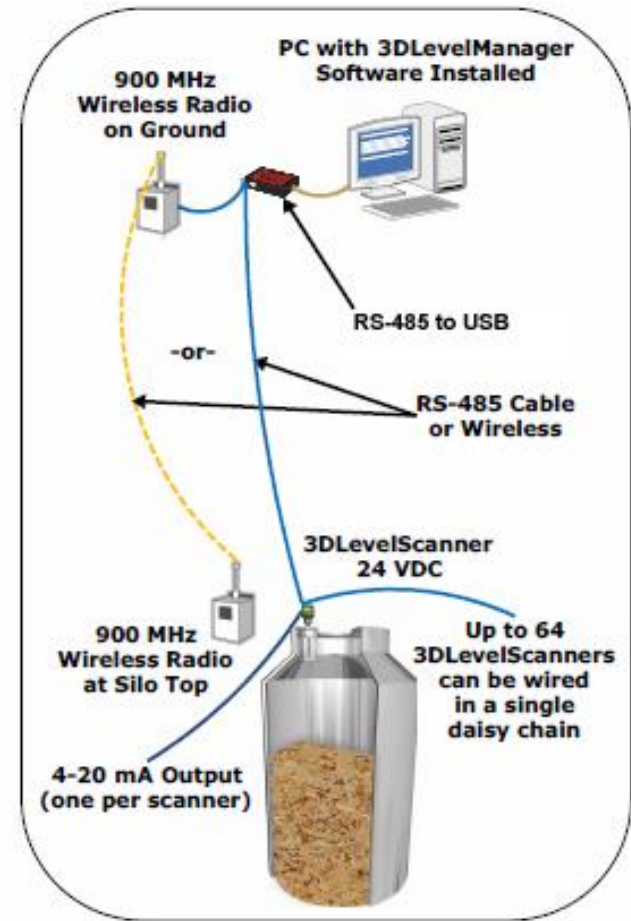 PC with 3DLevelManager
Software Installed
900 MHz
Wireless Radio
on Ground
RS-485 to USB
-or-
RS-485 Cable
or Wireless
3DLevelScanner
24 VDC
900 MHz
Wireless Radio
at Silo Top
Up to 64
3DLevelScanners
can be wired
in a single
daisy chain
4-20 mA Output
(one per scanner)